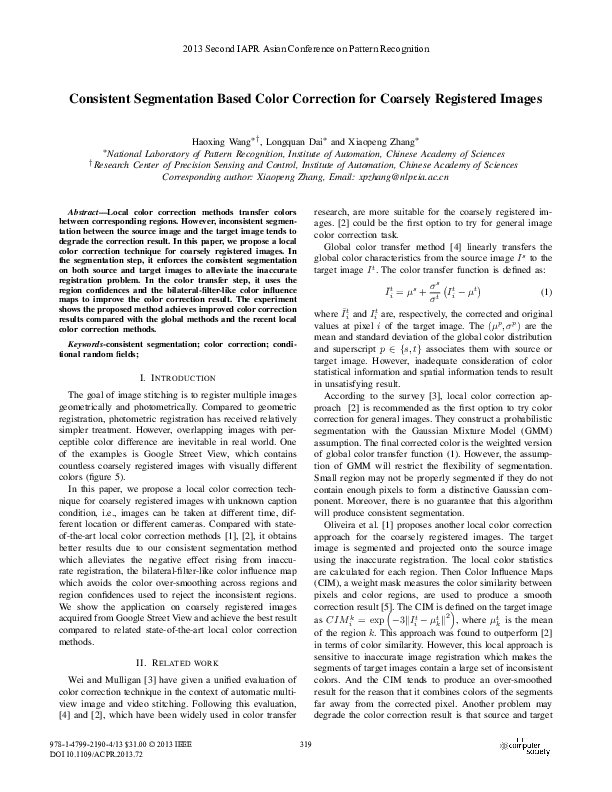 2013 Second IAPR Asian Conference on Pattern Recognition
Consistent Segmentation Based Color Correction for Coarsely Registered Images
Haoxing Wang*†, Longquan Dai* and Xiaopeng Zhang*
*National Laboratory of Pattern Recognition, Institute of Automation, Chinese Academy of Sciences
†Research Center of Precision Sensing and Control, Institute of Automation, Chinese Academy of Sciences
Corresponding author: Xiaopeng Zhang, Email: xpzhang@nlpr.ia.ac.cn
Abstract—Local color correction methods transfer colors
between corresponding regions. However, inconsistent segmen-
tation between the source image and the target image tends to
degrade the correction result. In this paper, we propose a local
color correction technique for coarsely registered images. In
the segmentation step, it enforces the consistent segmentation
on both source and target images to alleviate the inaccurate
registration problem. In the color transfer step, it uses the
region confidences and the bilateral-filter-like color influence
maps to improve the color correction result. The experiment
shows the proposed method achieves improved color correction
results compared with the global methods and the recent local
color correction methods.
Keywords-consistent segmentation; color correction; condi-
tional random fields;
I. INTRODUCTION
The goal of image stitching is to register multiple images
geometrically and photometrically. Compared to geometric
registration, photometric registration has received relatively
simpler treatment. However, overlapping images with per-
ceptible color difference are inevitable in real world. One
of the examples is Google Street View, which contains
countless coarsely registered images with visually different
colors (figure 5).
In this paper, we propose a local color correction tech-
nique for coarsely registered images with unknown caption
condition, i.e., images can be taken at different time, dif-
ferent location or different cameras. Compared with state-
of-the-art local color correction methods [1], [2], it obtains
better results due to our consistent segmentation method
which alleviates the negative effect rising from inaccu-
rate registration, the bilateral-filter-like color influence map
which avoids the color over-smoothing across regions and
region confidences used to reject the inconsistent regions.
We show the application on coarsely registered images
acquired from Google Street View and achieve the best result
compared to related state-of-the-art local color correction
methods.
II. RELATED WORK
Wei and Mulligan [3] have given a unified evaluation of
color correction technique in the context of automatic multi-
view image and video stitching. Following this evaluation,
[4] and [2], which have been widely used in color transfer
research, are more suitable for the coarsely registered im-
ages. [2] could be the first option to try for general image
color correction task.
Global color transfer method [4] linearly transfers the
global color characteristics from the source image Iˢ to the
target image Iᵗ. The color transfer function is defined as:
Ī_i^t = μ^s + σ^s/σ^t (I_i^t − μ^t) (1)
where Ī_i^t and I_i^t are, respectively, the corrected and original
values at pixel i of the target image. The (μ^p, σ^p) are the
mean and standard deviation of the global color distribution
and superscript p ∈ {s, t} associates them with source or
target image. However, inadequate consideration of color
statistical information and spatial information tends to result
in unsatisfying result.
According to the survey [3], local color correction ap-
proach [2] is recommended as the first option to try color
correction for general images. They construct a probabilistic
segmentation with the Gaussian Mixture Model (GMM)
assumption. The final corrected color is the weighted version
of global color transfer function (1). However, the assump-
tion of GMM will restrict the flexibility of segmentation.
Small region may not be properly segmented if they do not
contain enough pixels to form a distinctive Gaussian com-
ponent. Moreover, there is no guarantee that this algorithm
will produce consistent segmentation.
Oliveira et al. [1] proposes another local color correction
approach for the coarsely registered images. The target
image is segmented and projected onto the source image
using the inaccurate registration. The local color statistics
are calculated for each region. Then Color Influence Maps
(CIM), a weight mask measures the color similarity between
pixels and color regions, are used to produce a smooth
correction result [5]. The CIM is defined on the target image
as CIM_i^k = exp(−3‖I_i^t − μ_k^t‖²), where μ_k^t is the mean
of the region k. This approach was found to outperform [2]
in terms of color similarity. However, this local approach is
sensitive to inaccurate image registration which makes the
segments of target images contain a large set of inconsistent
colors. And the CIM tends to produce an over-smoothed
result for the reason that it combines colors of the segments
far away from the corrected pixel. Another problem may
degrade the color correction result is that source and target
978-1-4799-2190-4/13 $31.00 © 2013 IEEE
DOI 10.1109/ACPR.2013.72
319
computer
society